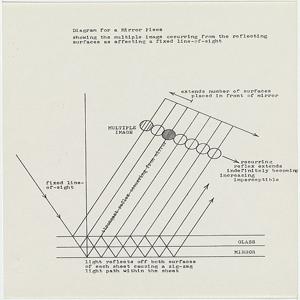 Diagram for a Mirror Piece
showing the multiple image occurring from the reflecting
surfaces as affecting a fixed line-of-sight
extends number of surfaces
placed in front of mirror
MULTIPLE
IMAGE
recurring
reflex extends
indefinitely becoming
increasing
imperceptible
fixed line-
of-sight
reflex occurring from mirror
GLASS
MIRROR
light reflects off both surfaces
of each sheet causing a zig-zag
light path within the sheet